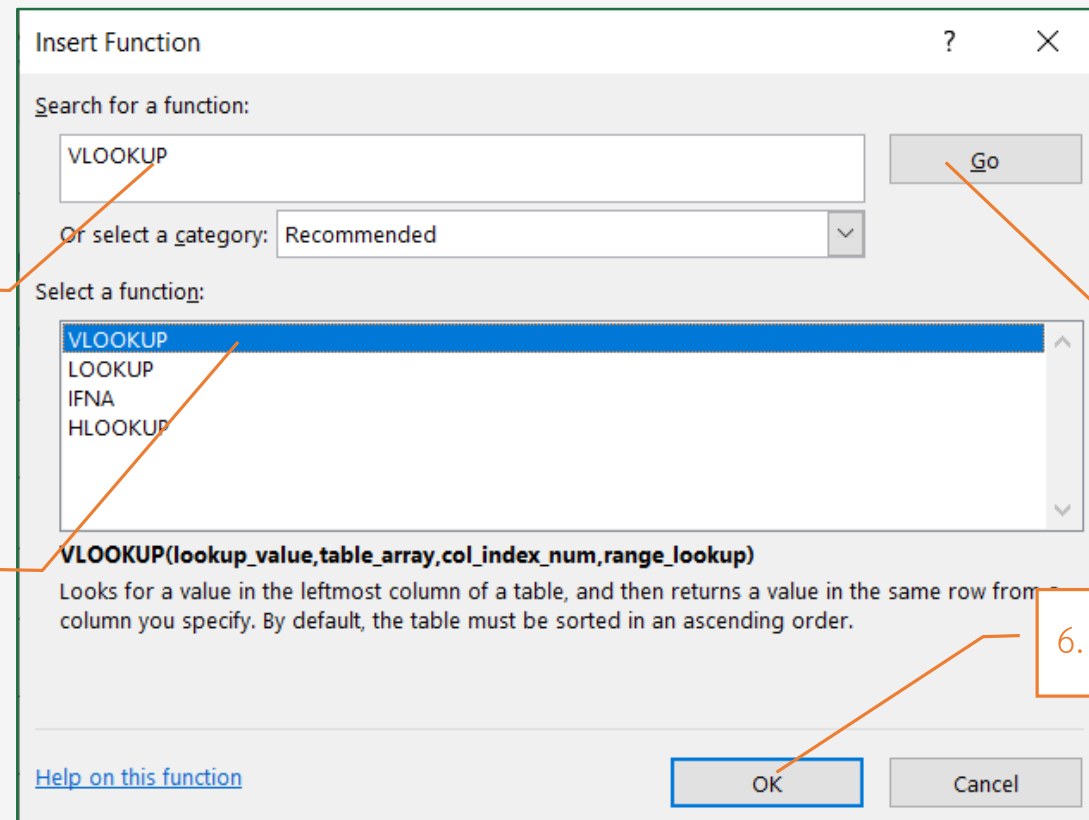 Insert Function
?
Search for a function:
VLOOKUP
Go
Or select a category: Recommended
Select a function:
VLOOKUP
LOOKUP
IFNA
HLOOKUP
VLOOKUP(lookup_value,table_array,col_index_num,range_lookup)
Looks for a value in the leftmost column of a table, and then returns a value in the same row from a
column you specify. By default, the table must be sorted in an ascending order.
6.
Help on this function
OK
Cancel